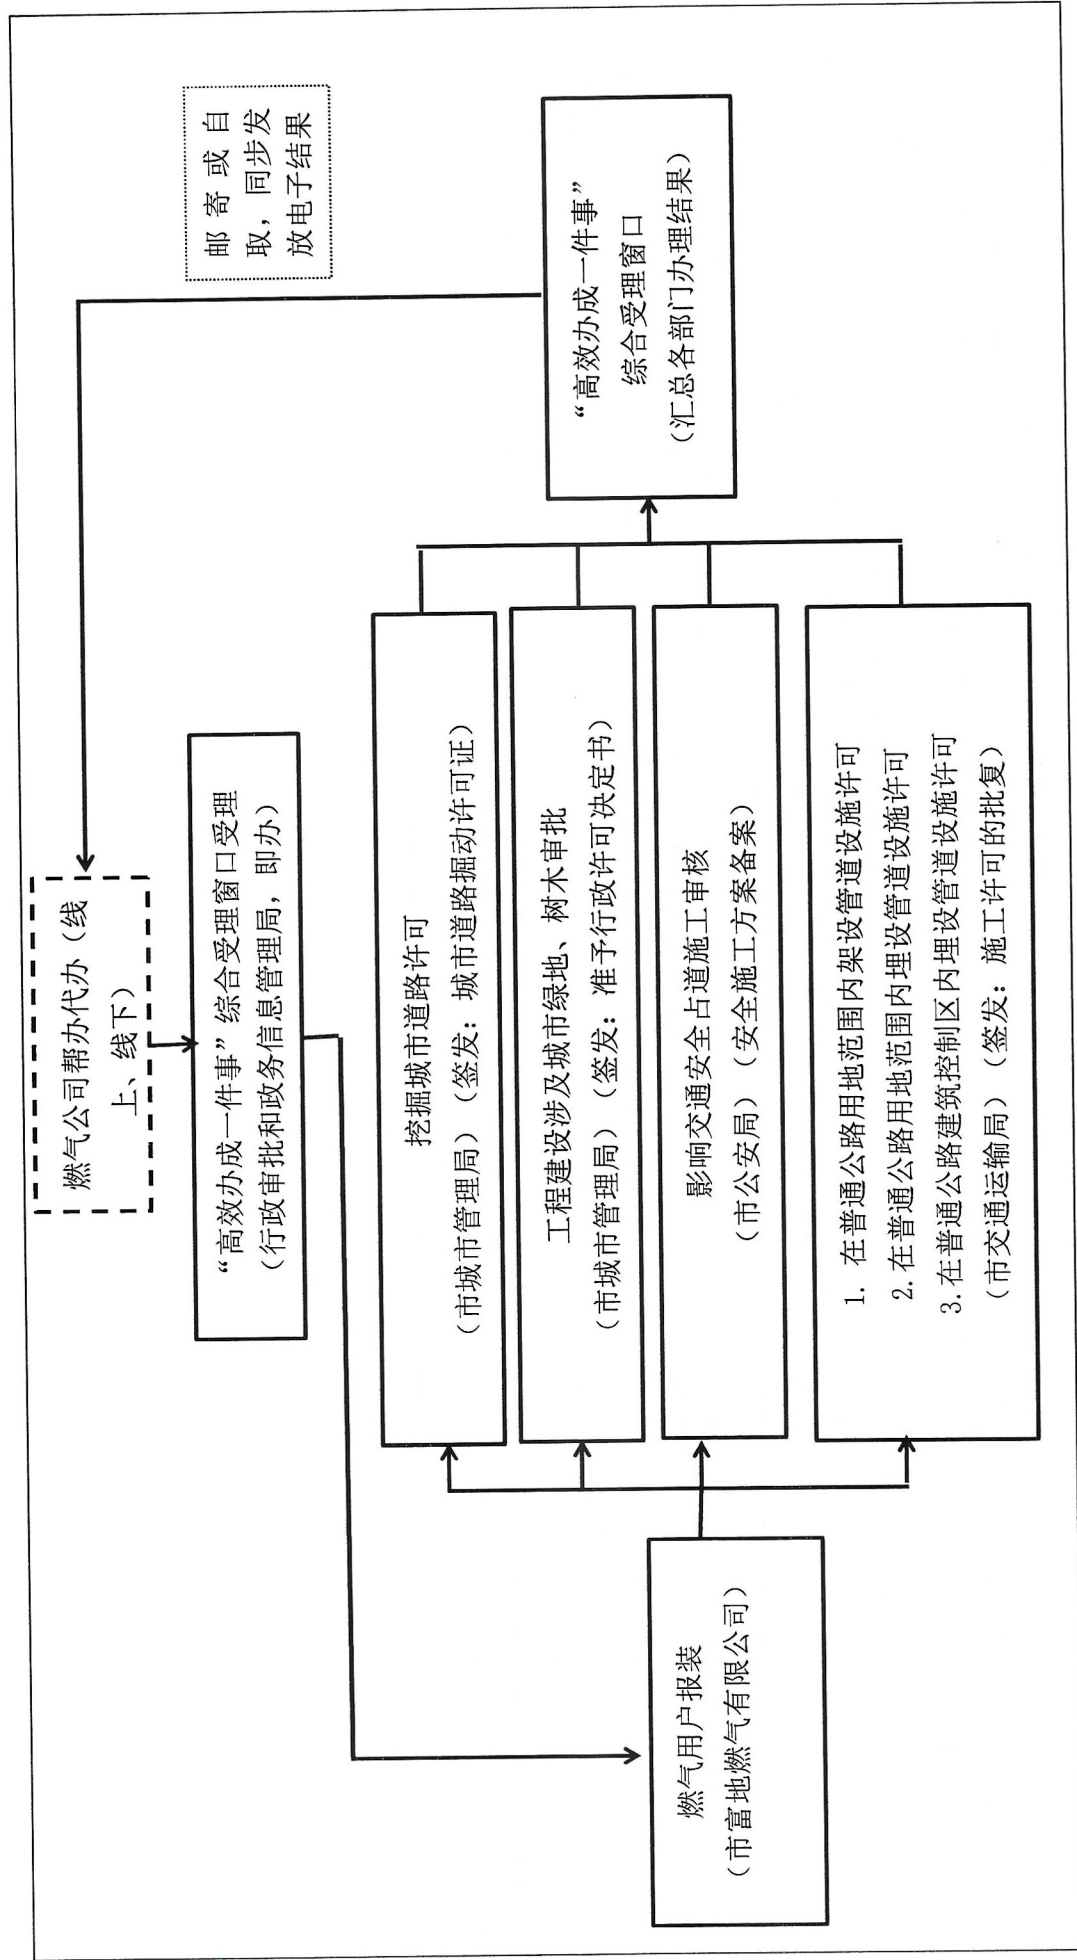 燃气公司帮办代办（线
上、线下）
“高效办成一件事”综合受理窗口受理
（行政审批和政务信息管理局，即办）
燃气用户报装
（市富地燃气有限公司）
挖掘城市道路许可
（市城市管理局）（签发：城市道路掘动许可证）
工程建设涉及城市绿地、树木审批
（市城市管理局）（签发：准予行政许可决定书）
影响交通安全占道施工审核
（市公安局）（安全施工方案备案）
1. 在普通公路用地范围内架设管道设施许可
2. 在普通公路用地范围内埋设管道设施许可
3.在普通公路建筑控制区内埋设管道设施许可
（市交通运输局）（签发：施工许可的批复）
“高效办成一件事”
综合受理窗口
（汇总各部门办理结果）
邮寄或自
取，同步发
放电子结果